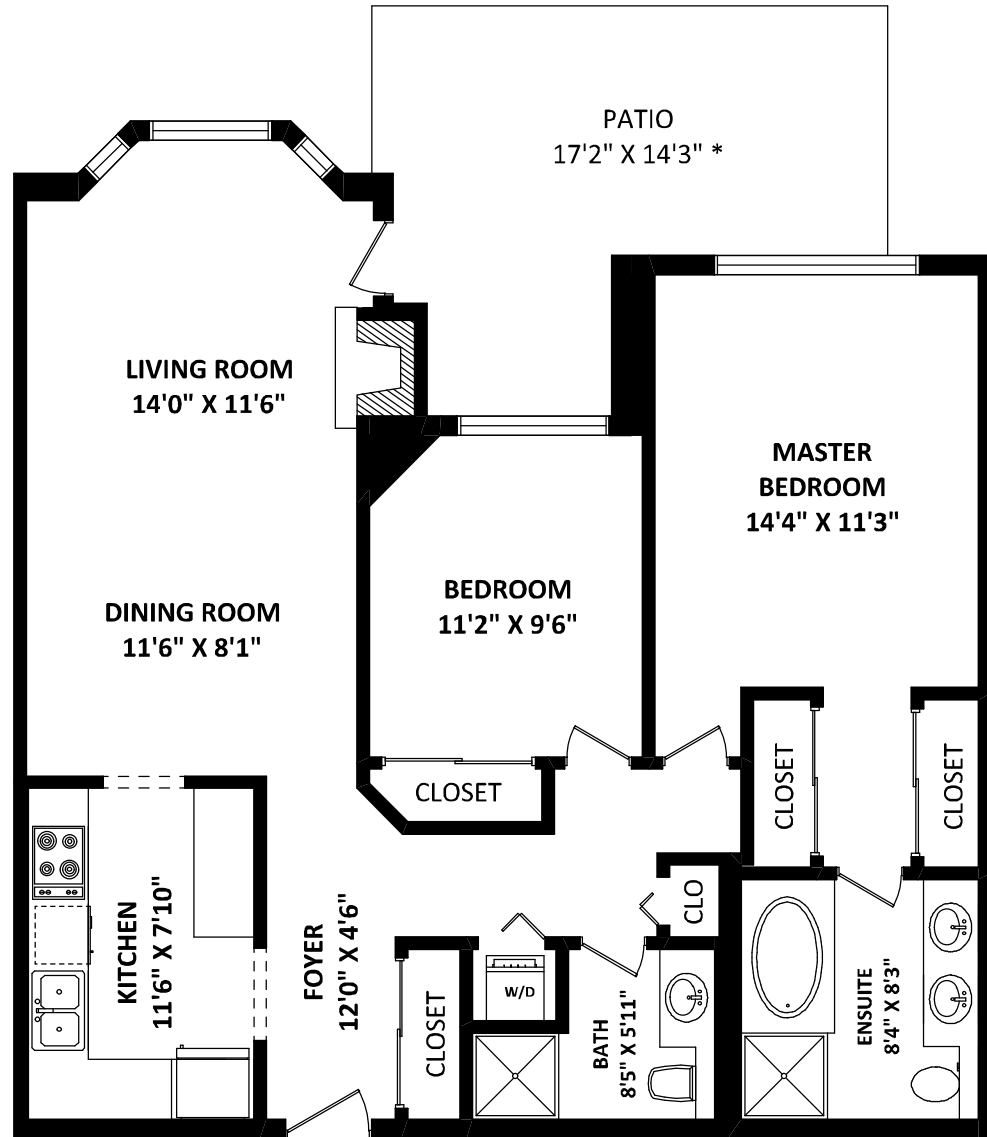 PATIO
17'2" X 14'3" *
LIVING ROOM
14'0" X 11'6"
MASTER
BEDROOM
14'4" X 11'3"
BEDROOM
11'2" X 9'6"
DINING ROOM
11'6" X 8'1"
CLOSET
CLOSET
CLOSET
KITCHEN
11'6" X 7'10"
FOYER
12'0" X 4'6"
CLO
CLOSET
W/D
BATH
8'5" X 5'11"
ENSUITE
8'4" X 8'3"